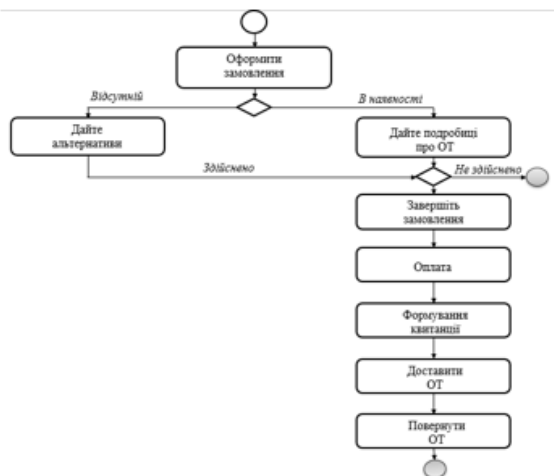 Оформити
замовлення
Відсутній
В наявності
Дайте
альтернативи
Дайте подробиці
про ОТ
Здійснено
Не здійснено
Завершіть
замовлення
Оплата
Формування
квитанції
Доставити
ОТ
Повернути
ОТ